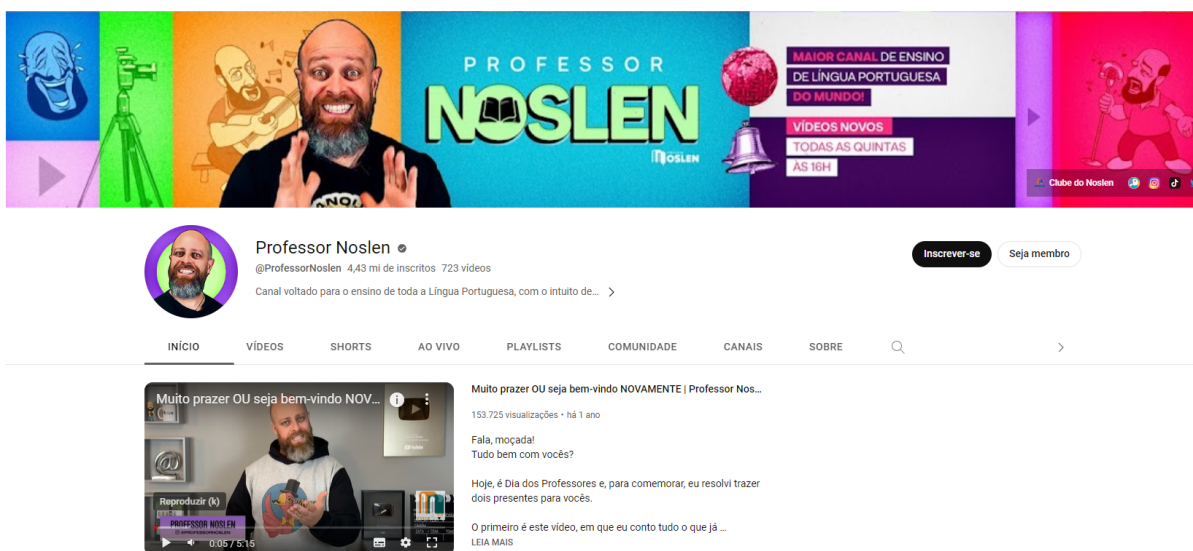 PROFESSOR
NOSLEN
NOSLEN
MAIOR CANAL DE ENSINO
DE LÍNGUA PORTUGUESA
DO MUNDO!
VÍDEOS NOVOS
TODAS AS QUINTAS
ÀS 16H
Clube do Noslen
Professor Noslen
@ProfessorNoslen 4,43 mi de inscritos 723 vídeos
Canal voltado para o ensino de toda a Língua Portuguesa, com o intuito de...
Inscrever-se
Seja membro
INÍCIO VÍDEOS SHORTS AO VIVO PLAYLISTS COMUNIDADE CANAIS SOBRE
Muito prazer OU seja bem-vindo NOV...
Reproduzir (k)
PROFESSOR NOSLEN
@PROFESSORNOSLEN
0:05 / 5:15
Muito prazer OU seja bem-vindo NOVAMENTE | Professor Nos...
153.725 visualizações • há 1 ano
Fala, moçada!
Tudo bem com vocês?
Hoje, é Dia dos Professores e, para comemorar, eu resolvi trazer
dois presentes para vocês.
O primeiro é este vídeo, em que eu conto tudo o que já ...
LEIA MAIS